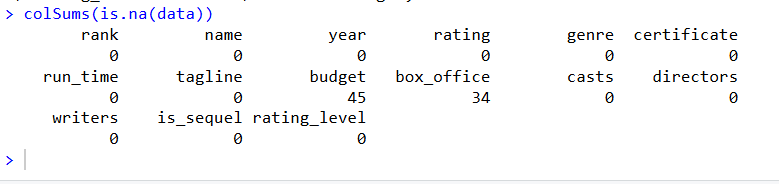 > colSums(is.na(data))
rank name year rating genre certificate
0 0 0 0 0 0
run_time tagline budget box_office casts directors
0 0 45 34 0 0
writers is_sequel rating_level
0 0 0
>